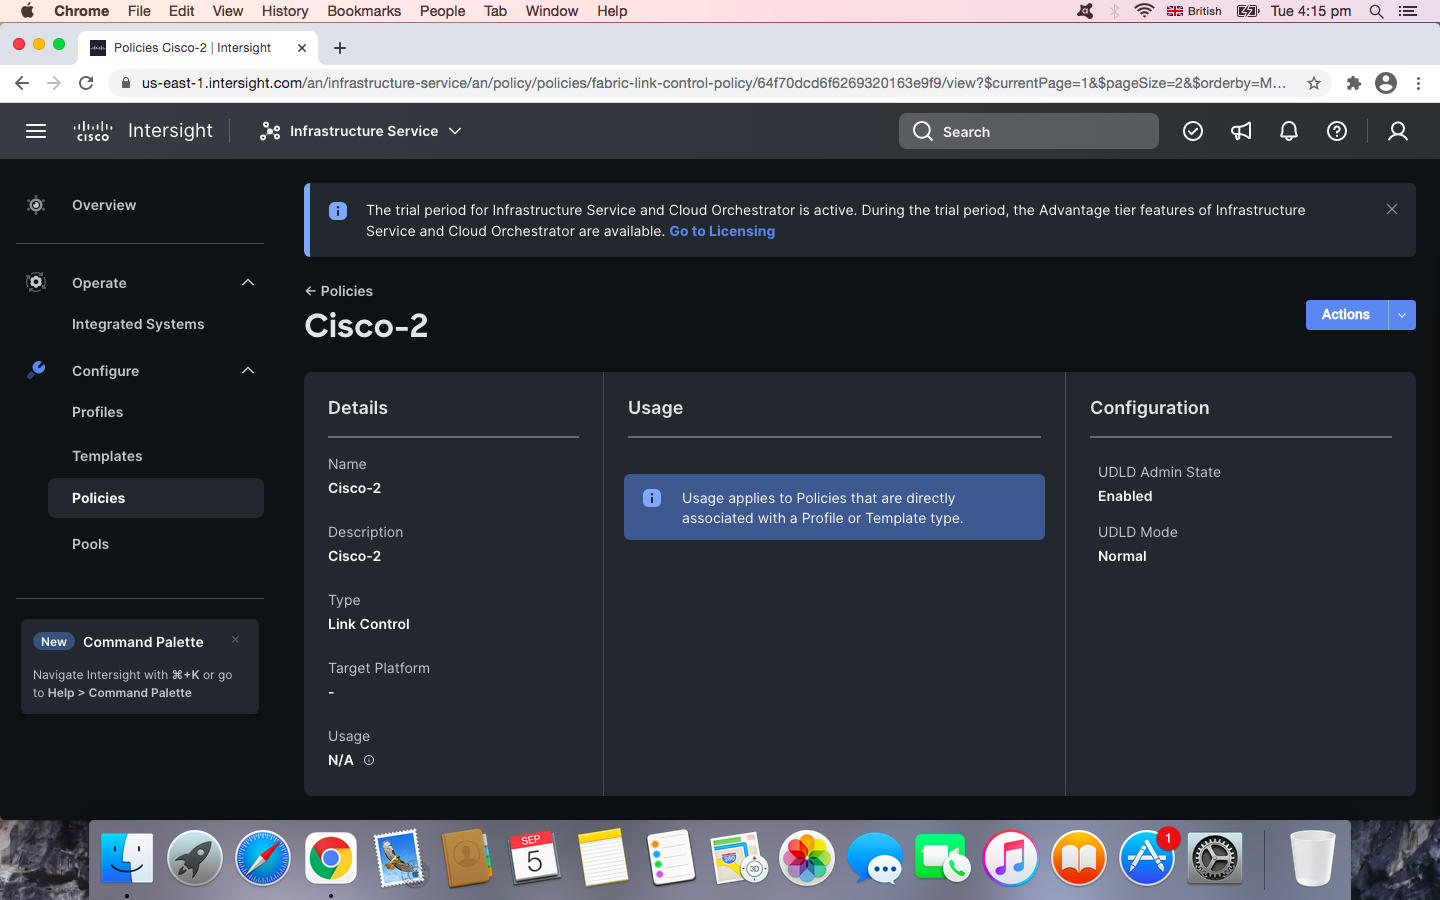 Chrome File Edit View History Bookmarks People Tab Window Help British Tue 4:15 pm
Policies Cisco-2 | Intersight
us-east-1.intersight.com/an/infrastructure-service/an/policy/policies/fabric-link-control-policy/64f70dcd6f6269320163e9f9/view?$currentPage=1&$pageSize=2&$orderby=M...
cisco Intersight Infrastructure Service Search
Overview
Operate
Integrated Systems
Configure
Profiles
Templates
Policies
Pools
New Command Palette
Navigate Intersight with ⌘+K or go
to Help > Command Palette
The trial period for Infrastructure Service and Cloud Orchestrator is active. During the trial period, the Advantage tier features of Infrastructure
Service and Cloud Orchestrator are available. Go to Licensing
← Policies
Cisco-2
Actions
Details
Name
Cisco-2
Description
Cisco-2
Type
Link Control
Target Platform
-
Usage
N/A
Usage
Usage applies to Policies that are directly
associated with a Profile or Template type.
Configuration
UDLD Admin State
Enabled
UDLD Mode
Normal
SEP
5
280
3D
1